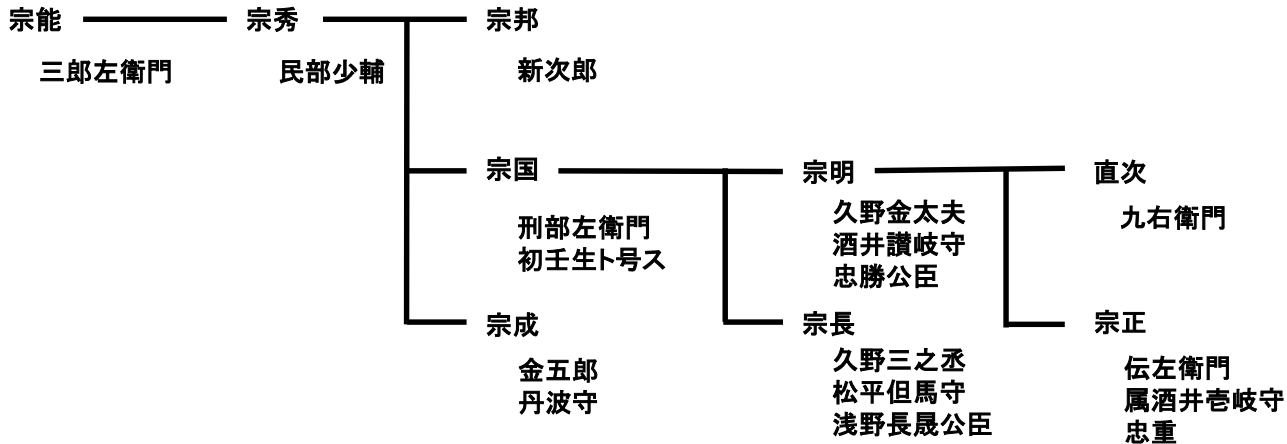 宗能
三郎左衛門
宗秀
民部少輔
宗邦
新次郎
宗国
刑部左衛門
初壬生ト号ス
宗成
金五郎
丹波守
宗明
久野金太夫
酒井讃岐守
忠勝公臣
宗長
久野三之丞
松平但馬守
浅野長晟公臣
直次
九右衛門
宗正
伝左衛門
属酒井壱岐守
忠重